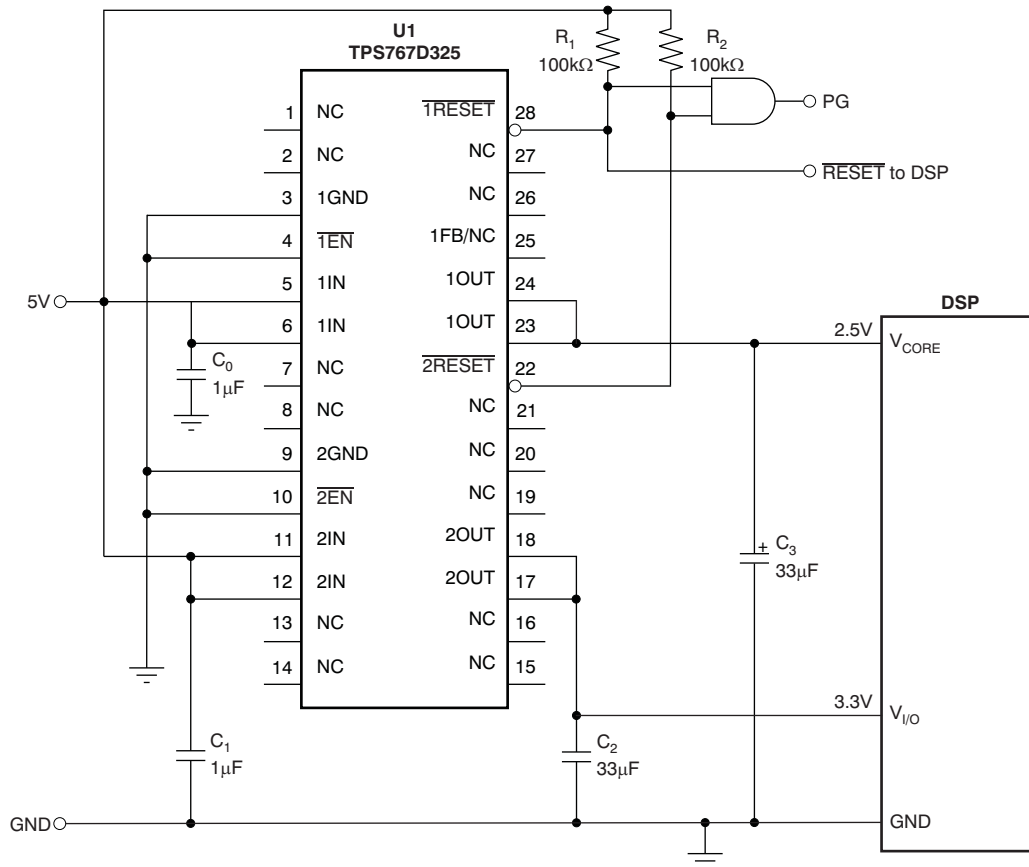 U1
TPS767D325
R1
100kΩ
R2
100kΩ
PG
RESET to DSP
1 NC 1RESET 28
2 NC NC 27
3 1GND NC 26
4 1EN 1FB/NC 25
5 1IN 1OUT 24
6 1IN 1OUT 23
7 NC 2RESET 22
8 NC NC 21
9 2GND NC 20
10 2EN NC 19
11 2IN 2OUT 18
12 2IN 2OUT 17
13 NC NC 16
14 NC NC 15
5V
C0
1μF
DSP
2.5V VCORE
+ C3
33μF
3.3V VI/O
C1
1μF
C2
33μF
GND
GND